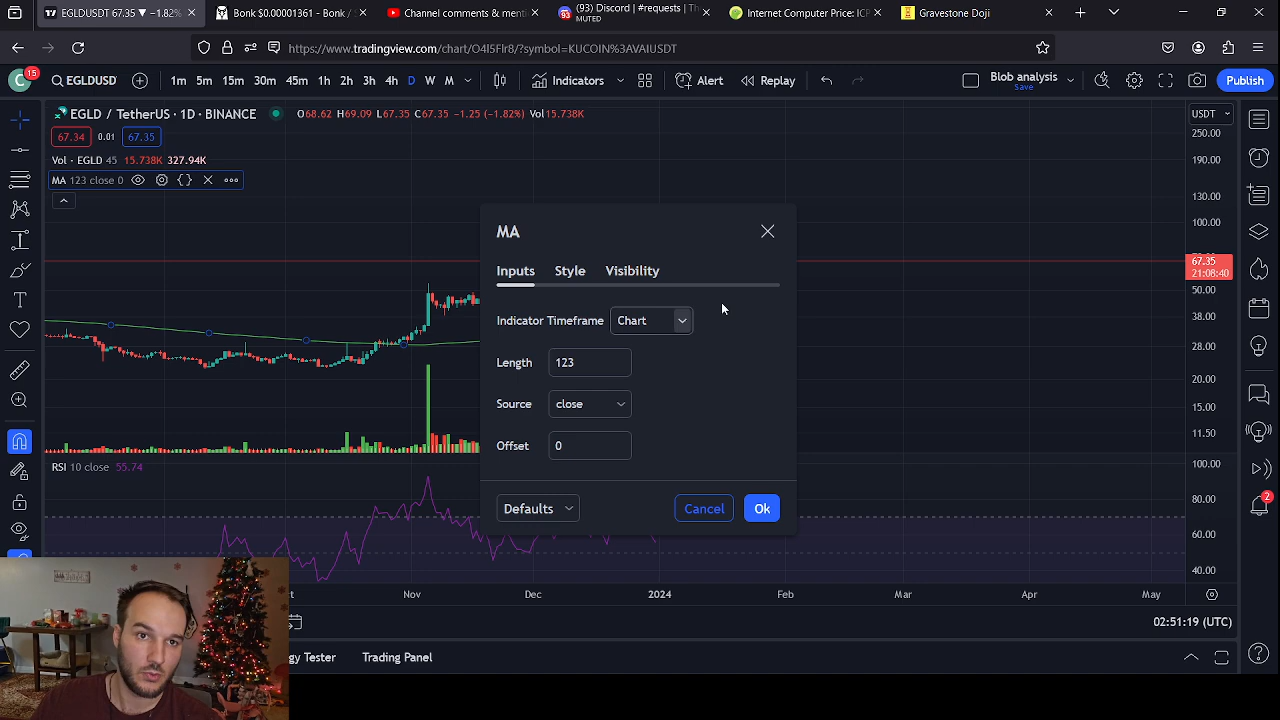 EGLDUSD 67.35 ▼ −1.82%
Bonk $0.00001361 - Bonk / S
Channel comments & menti
(93) Discord | #requests | Th
MUTED
Internet Computer Price: ICP
Gravestone Doji
https://www.tradingview.com/chart/O4I5Flr8/?symbol=KUCOIN%3AVAIUSDT
C
15
EGLDUSD
1m 5m 15m 30m 45m 1h 2h 3h 4h D W M
Indicators
Alert
Replay
Blob analysis
Save
Publish
EGLD / TetherUS · 1D · BINANCE
O68.62 H69.09 L67.35 C67.35 −1.25 (−1.82%) Vol15.738K
USDT
67.34 0.01 67.35
Vol · EGLD 45 15.738K 327.94K
MA 123 close 0
250.00
190.00
130.00
100.00
67.35
21:08:40
50.00
38.00
28.00
20.00
15.00
11.50
MA
Inputs Style Visibility
Indicator Timeframe Chart
Length 123
Source close
Offset 0
Defaults Cancel Ok
RSI 10 close 55.74
100.00
80.00
60.00
40.00
Nov Dec 2024 Feb Mar Apr May
02:51:19 (UTC)
gy Tester Trading Panel
2